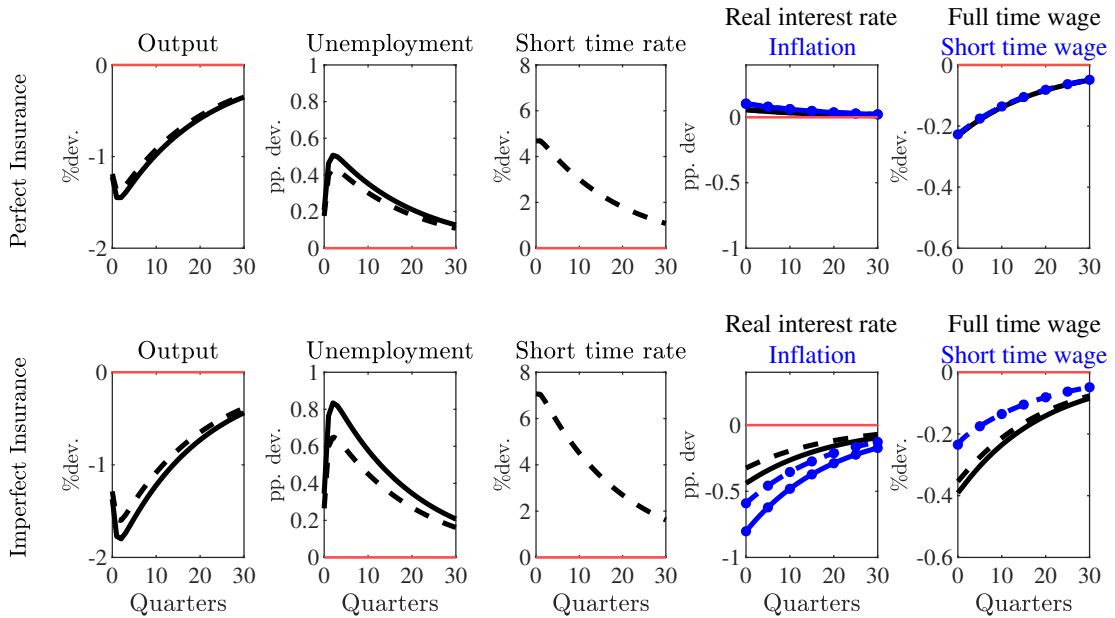 Real interest rate
Full time wage
Output
Unemployment
Short time rate
Inflation
Short time wage
Perfect Insurance
%dev.
0
-1
-2
0
10
20
30
pp. dev.
1
0.8
0.6
0.4
0.2
0
0
10
20
30
%dev.
8
6
4
2
0
0
10
20
30
pp. dev
0
-0.5
-1
0
10
20
30
%dev.
0
-0.2
-0.4
-0.6
0
10
20
30
Real interest rate
Full time wage
Output
Unemployment
Short time rate
Inflation
Short time wage
Imperfect Insurance
%dev.
0
-1
-2
0
10
20
30
Quarters
pp. dev.
1
0.8
0.6
0.4
0.2
0
0
10
20
30
Quarters
%dev.
8
6
4
2
0
0
10
20
30
Quarters
pp. dev
0
-0.5
-1
0
10
20
30
Quarters
%dev.
0
-0.2
-0.4
-0.6
0
10
20
30
Quarters